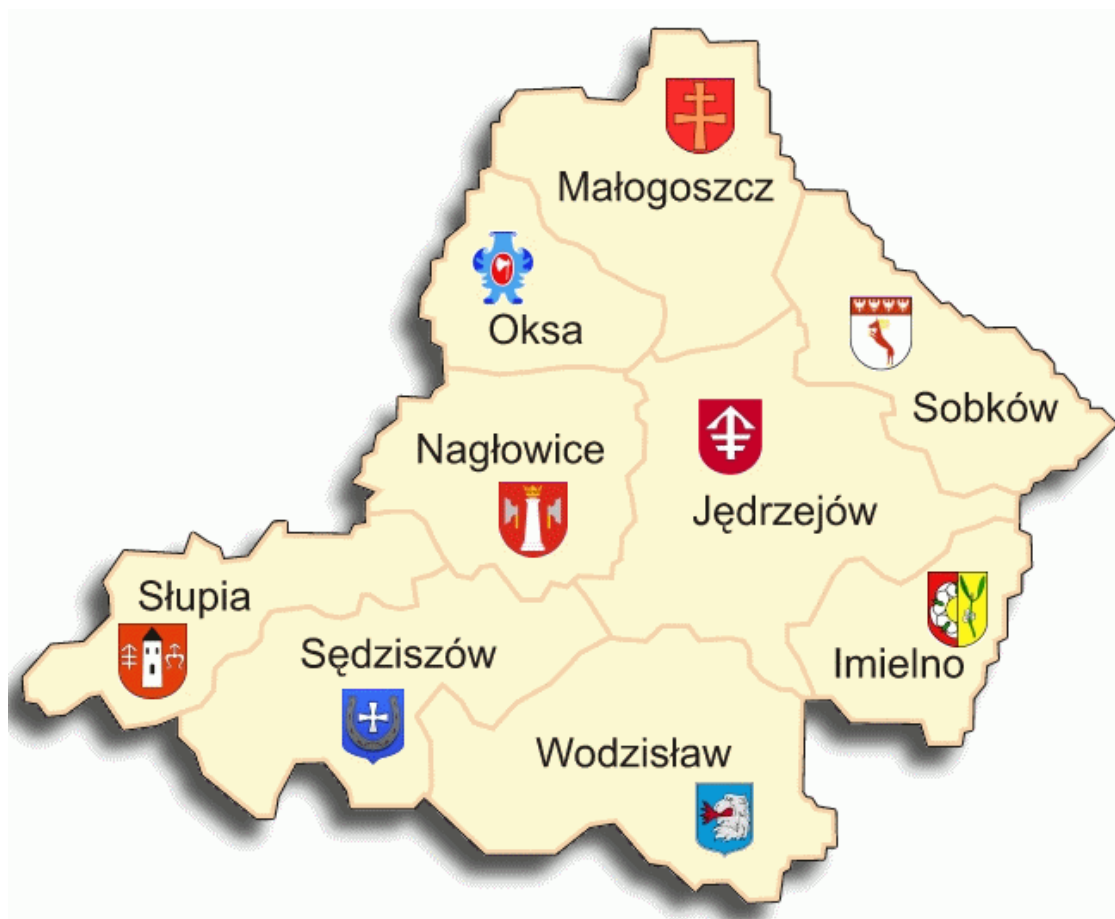 Małogoszcz
Oksa
Sobków
Nagłowice
Jędrzejów
Słupia
Sędziszów
Imielno
Wodzisław